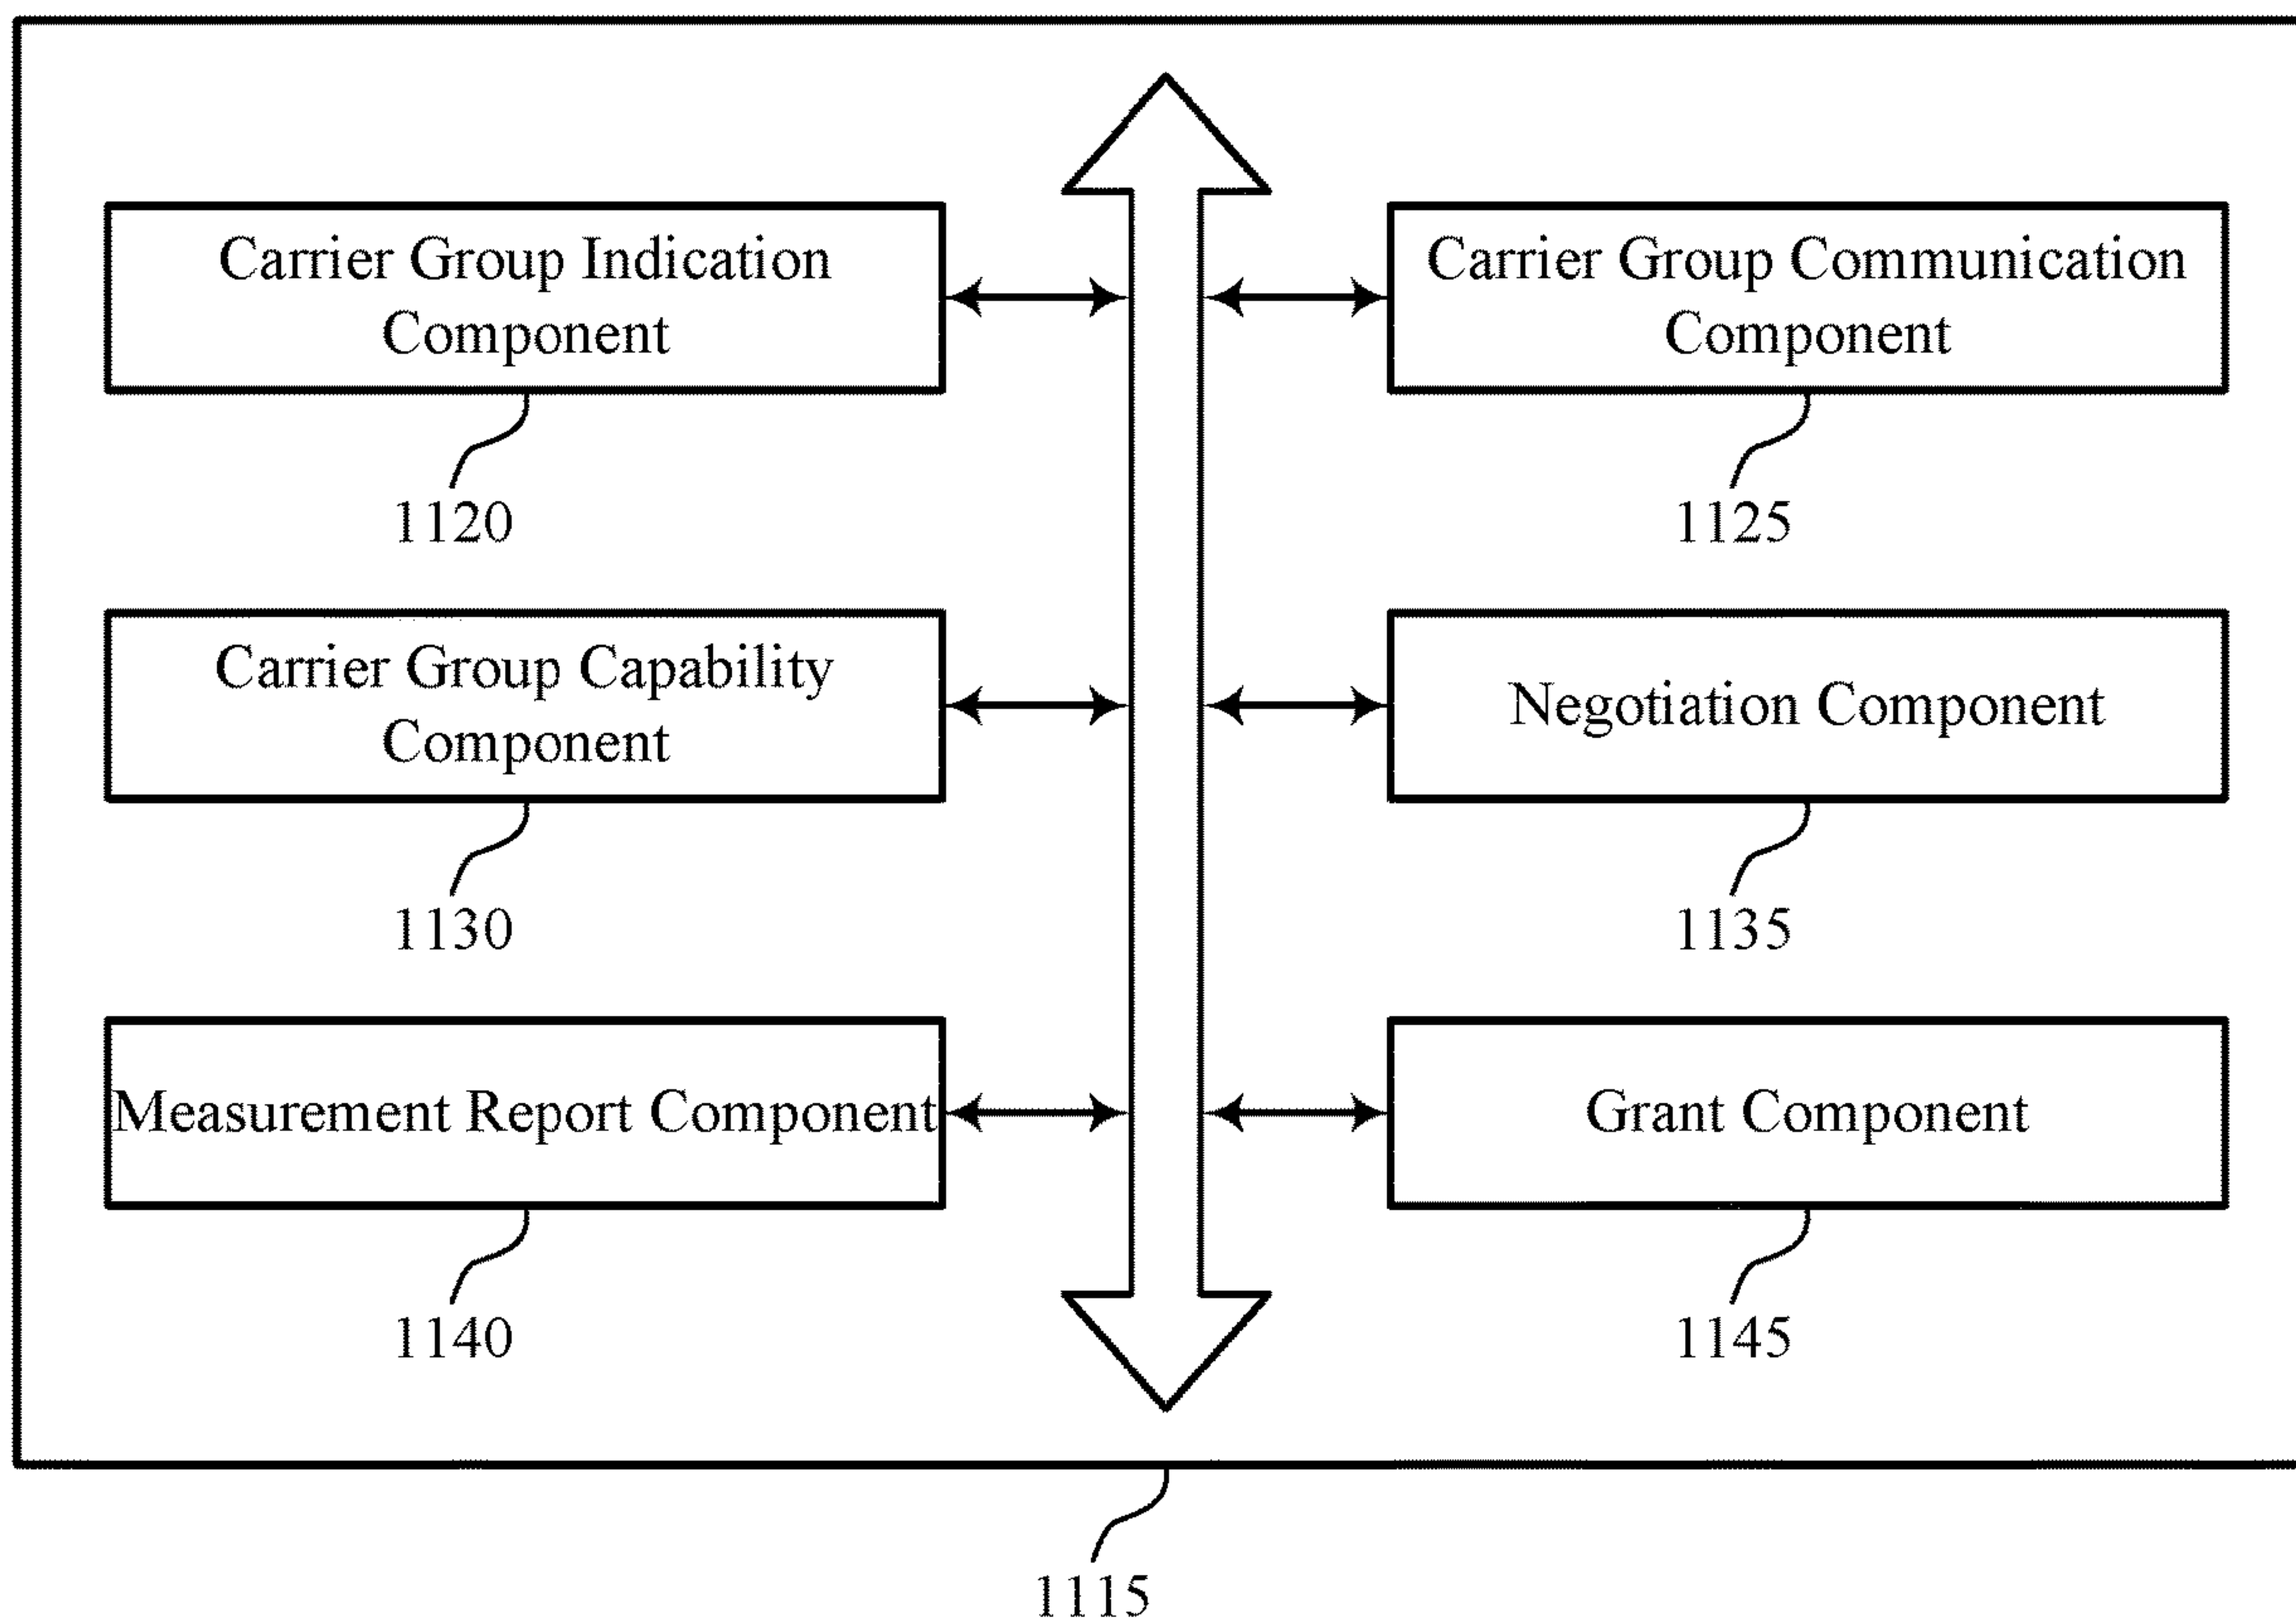 Carrier Group Indication
Component
1120
Carrier Group Communication
Component
1125
Carrier Group Capability
Component
1130
Negotiation Component
1135
Measurement Report Component
1140
Grant Component
1145
1115